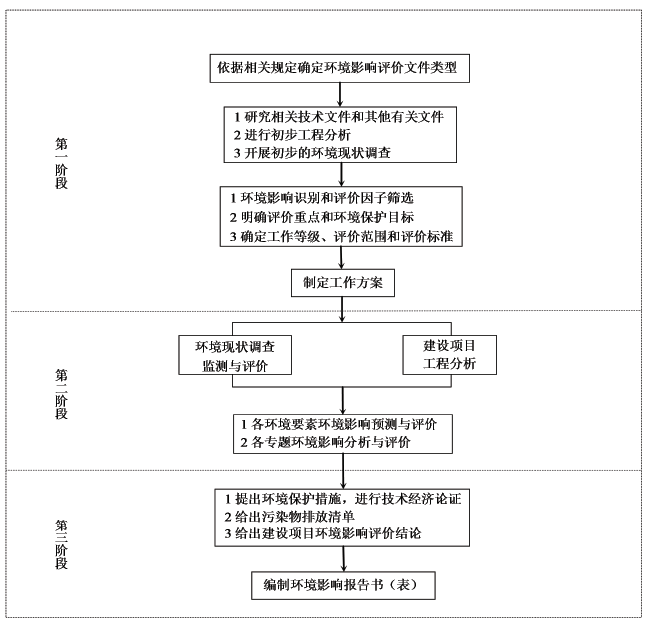 依据相关规定确定环境影响评价文件类型
第一阶段
1 研究相关技术文件和其他有关文件
2 进行初步工程分析
3 开展初步的环境现状调查
1 环境影响识别和评价因子筛选
2 明确评价重点和环境保护目标
3 确定工作等级、评价范围和评价标准
制定工作方案
第二阶段
环境现状调查
监测与评价
建设项目
工程分析
1 各环境要素环境影响预测与评价
2 各专题环境影响分析与评价
第三阶段
1 提出环境保护措施，进行技术经济论证
2 给出污染物排放清单
3 给出建设项目环境影响评价结论
编制环境影响报告书（表）